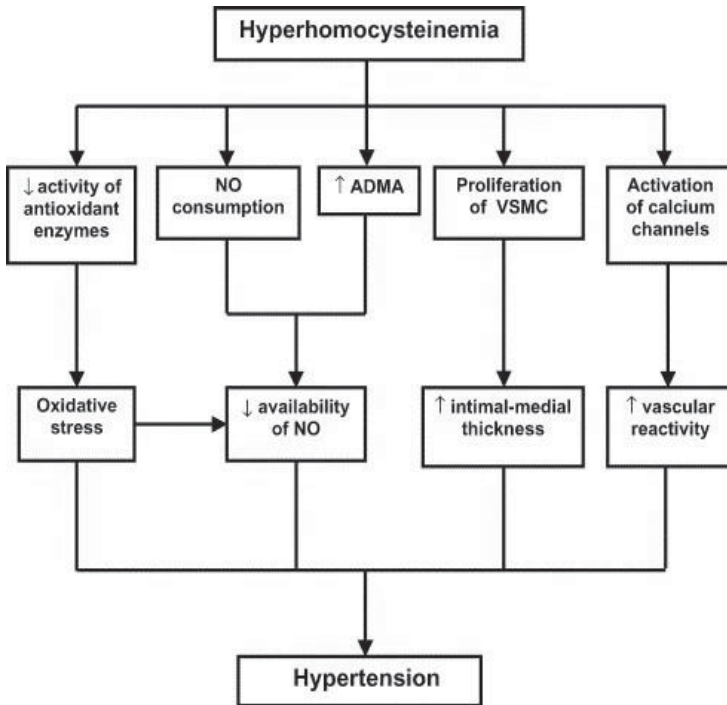 Hyperhomocysteinemia
↓ activity of
antioxidant
enzymes
NO
consumption
↑ ADMA
Proliferation
of VSMC
Activation
of calcium
channels
Oxidative
stress
↓ availability
of NO
↑ intimal-medial
thickness
↑ vascular
reactivity
Hypertension